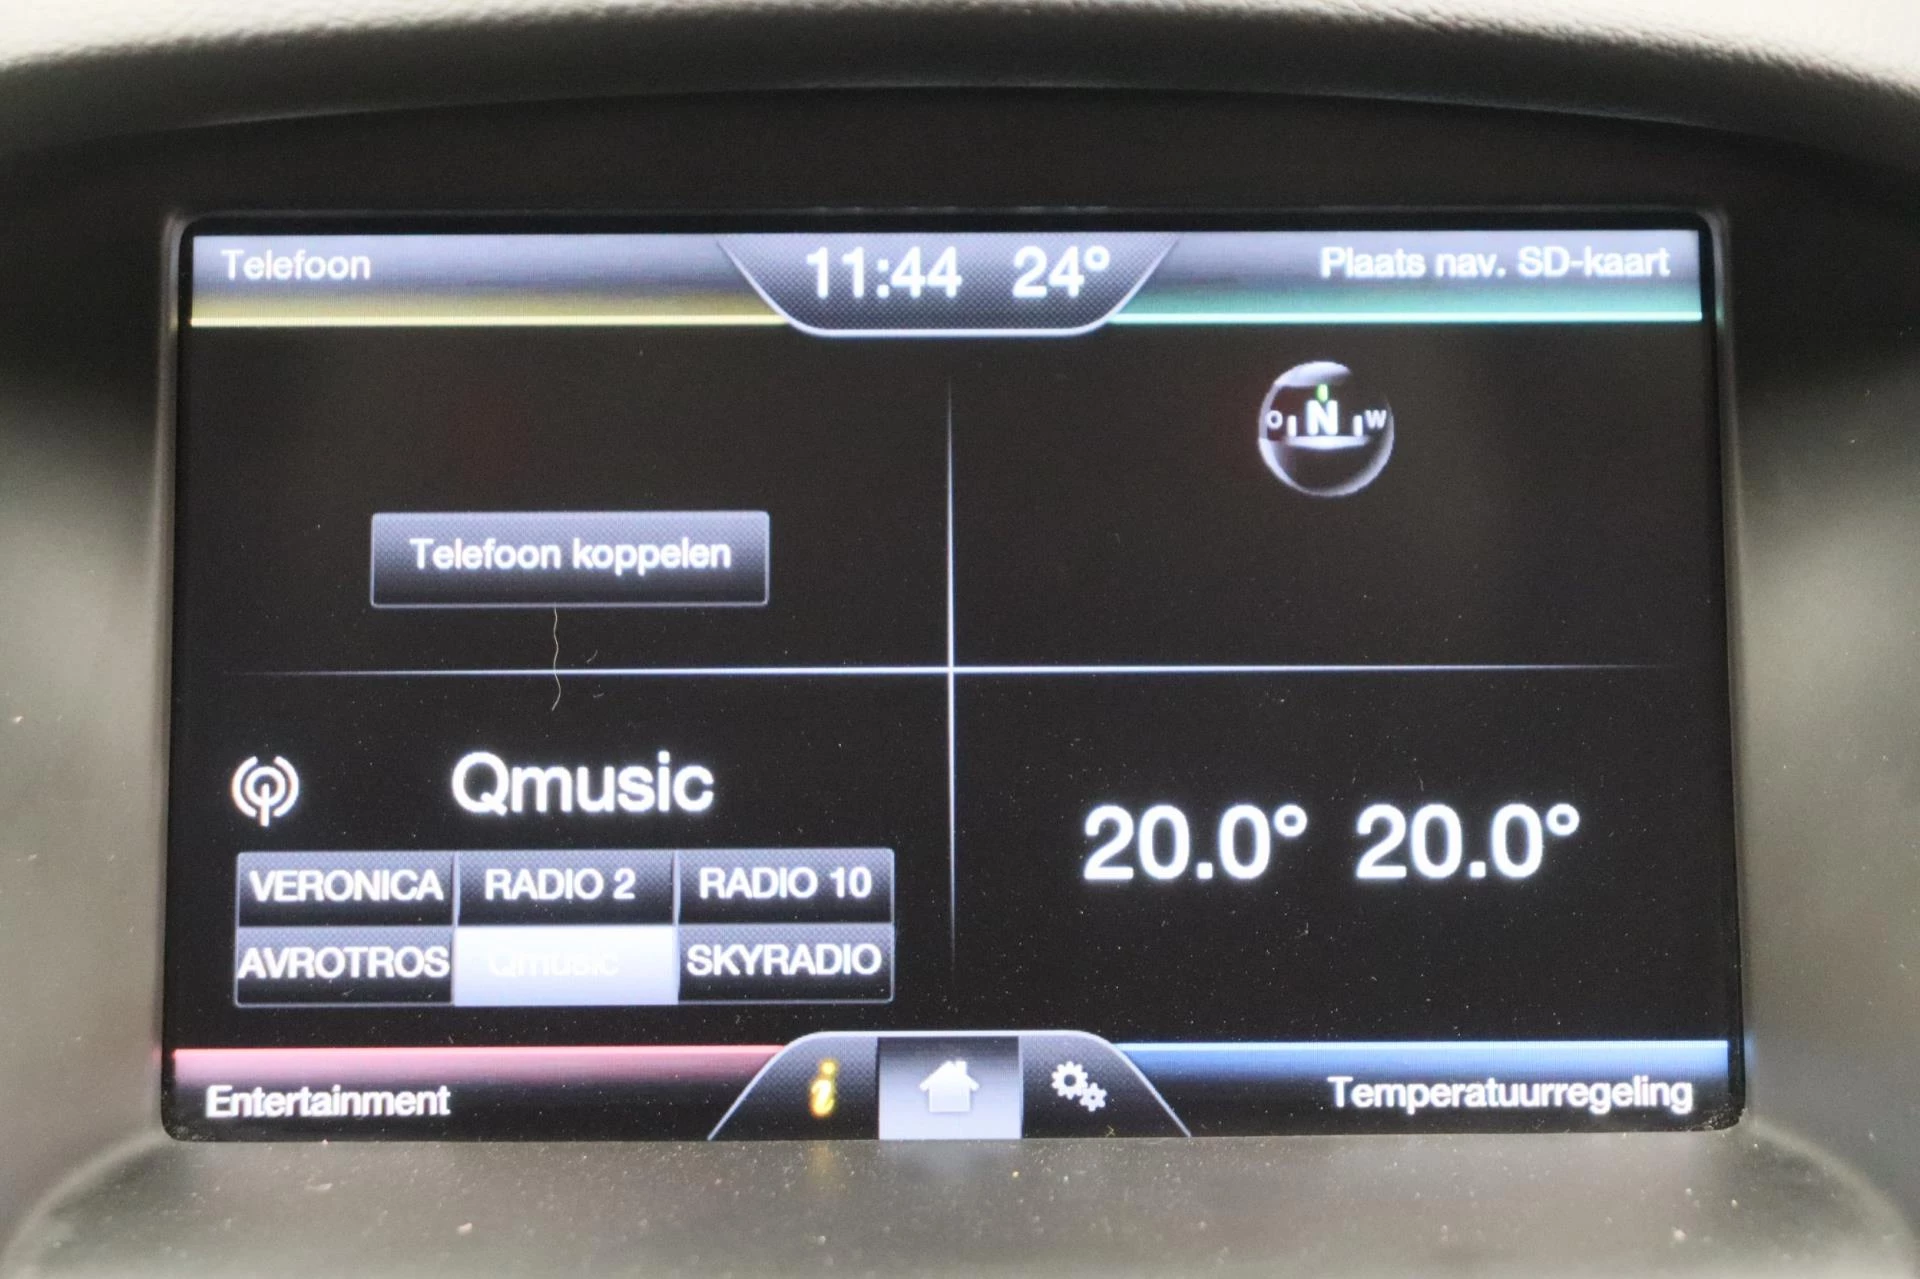 Telefoon
11:44 24°
Plaats nav. SD-kaart
O N W
Telefoon koppelen
Qmusic
VERONICA RADIO 2 RADIO 10
AVROTROS Qmusic SKYRADIO
20.0° 20.0°
Entertainment
i
Temperatuurregeling